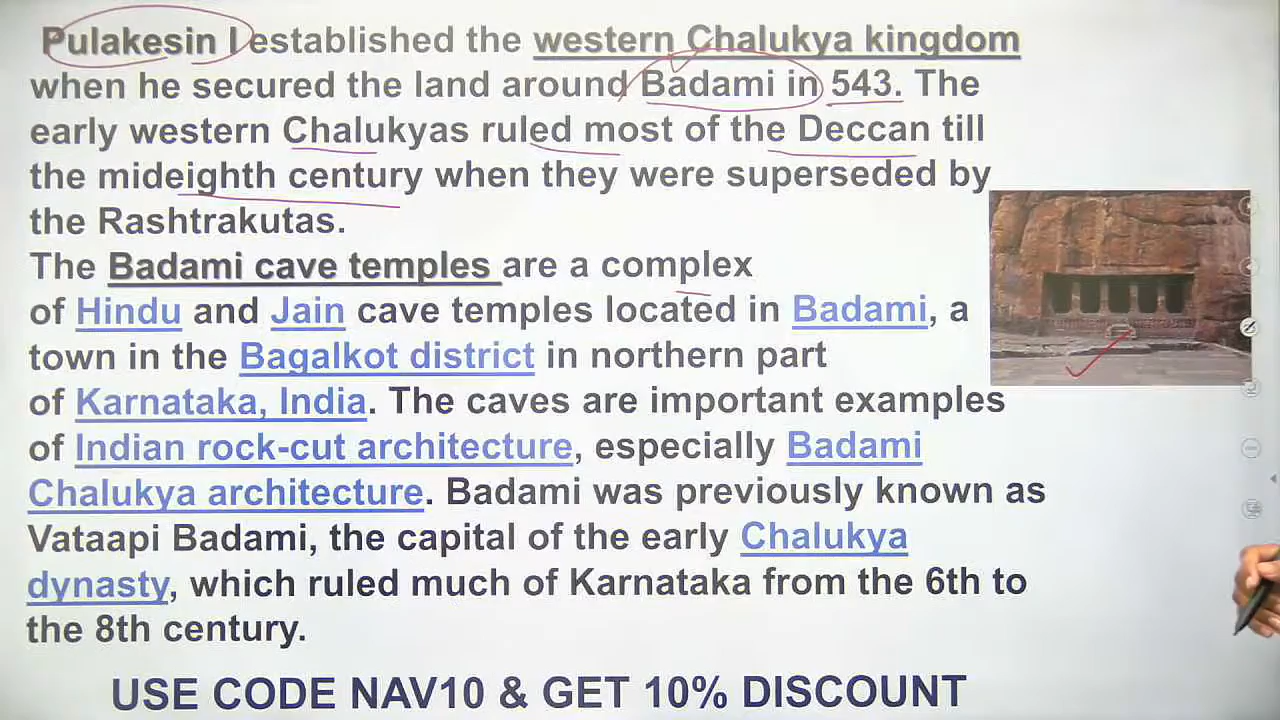 Pulakesin I established the western Chalukya kingdom
when he secured the land around Badami in 543. The
early western Chalukyas ruled most of the Deccan till
the mideighth century when they were superseded by
the Rashtrakutas.
The Badami cave temples are a complex
of Hindu and Jain cave temples located in Badami, a
town in the Bagalkot district in northern part
of Karnataka, India. The caves are important examples
of Indian rock-cut architecture, especially Badami
Chalukya architecture. Badami was previously known as
Vataapi Badami, the capital of the early Chalukya
dynasty, which ruled much of Karnataka from the 6th to
the 8th century.
USE CODE NAV10 & GET 10% DISCOUNT